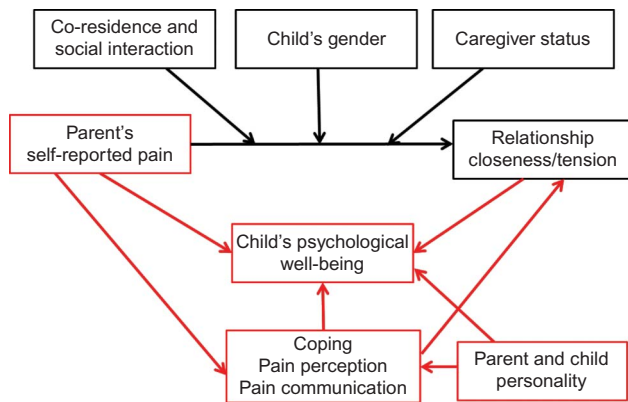 Co-residence and
social interaction
Child's gender
Caregiver status
Parent's
self-reported pain
Relationship
closeness/tension
Child's psychological
well-being
Coping
Pain perception
Pain communication
Parent and child
personality